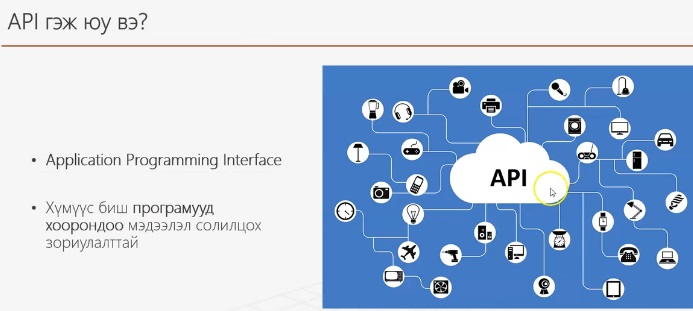 API гэж юу вэ?
• Application Programming Interface
• Хүмүүс биш програмууд
хоорондоо мэдээлэл солилцох
зориулалттай
API